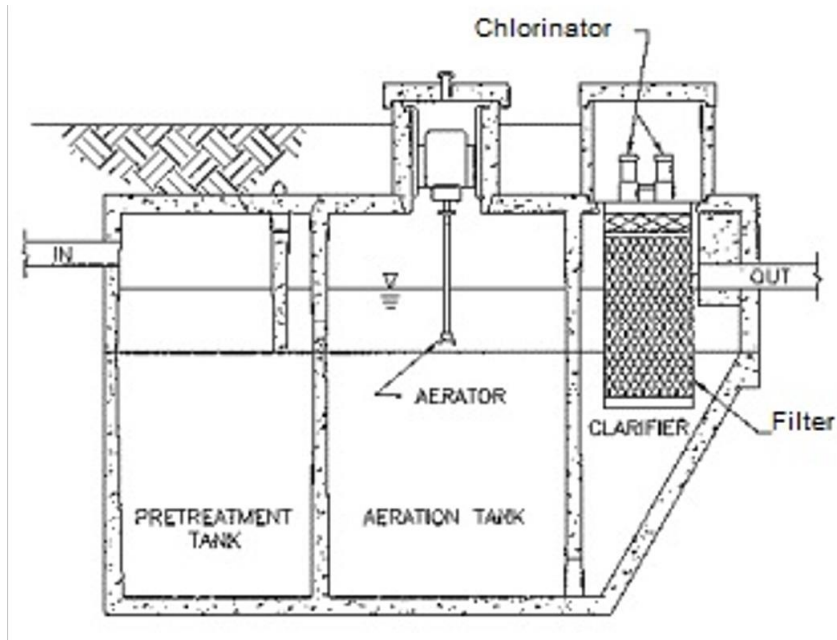 Chlorinator
IN
OUT
AERATOR
CLARIFIER
Filter
PRETREATMENT
TANK
AERATION TANK